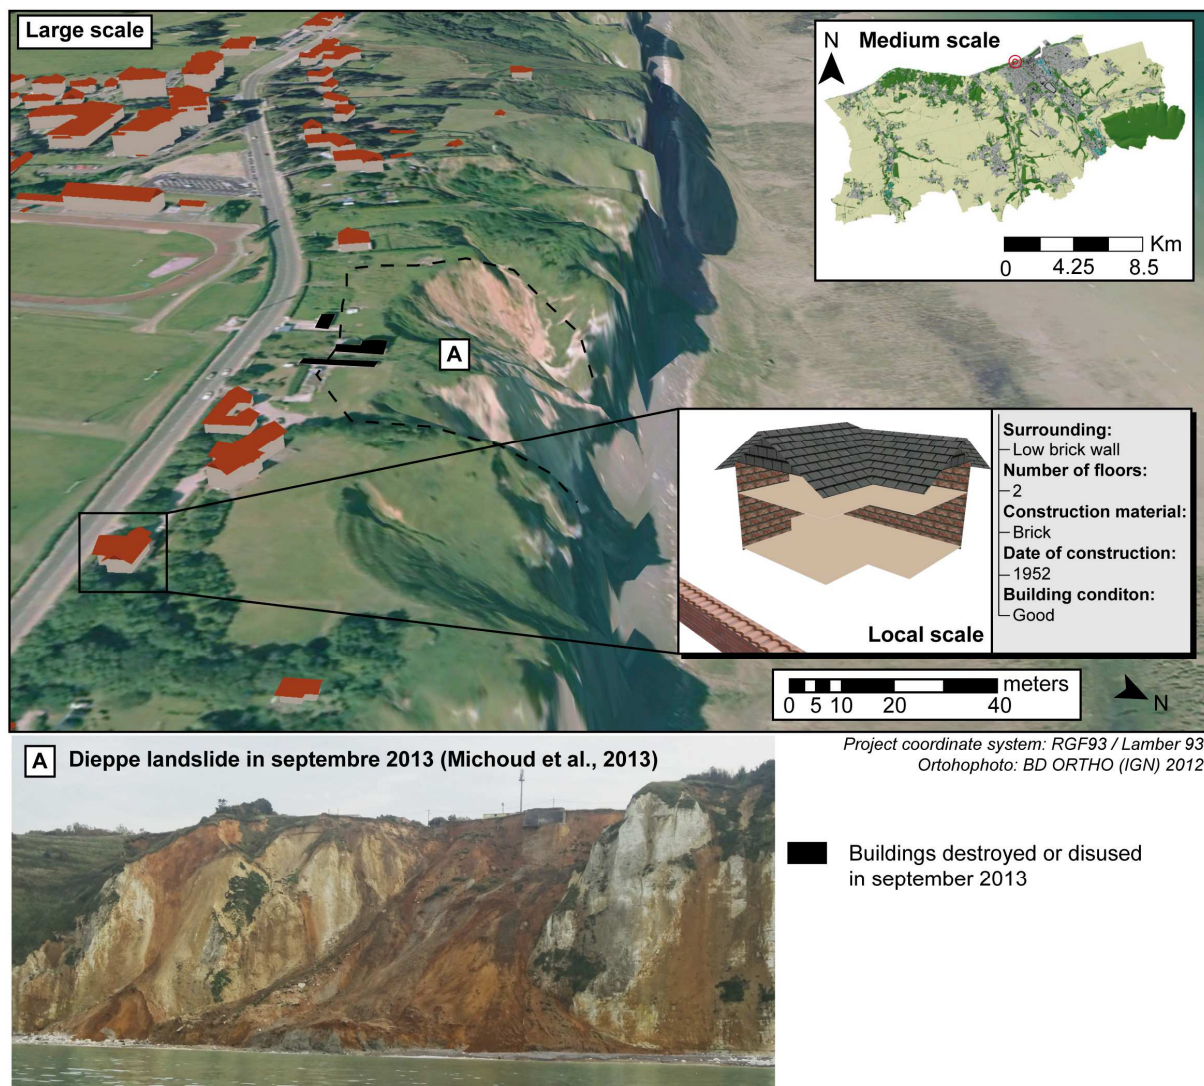 Large scale
N
Medium scale
Km
0 4.25 8.5
A
Surrounding:
Low brick wall
Number of floors:
2
Construction material:
Brick
Date of construction:
1952
Building conditon:
Good
Local scale
meters
0 5 10 20 40
N
A Dieppe landslide in septembre 2013 (Michoud et al., 2013)
Project coordinate system: RGF93 / Lamber 93
Ortohophoto: BD ORTHO (IGN) 2012
Buildings destroyed or disused
in september 2013